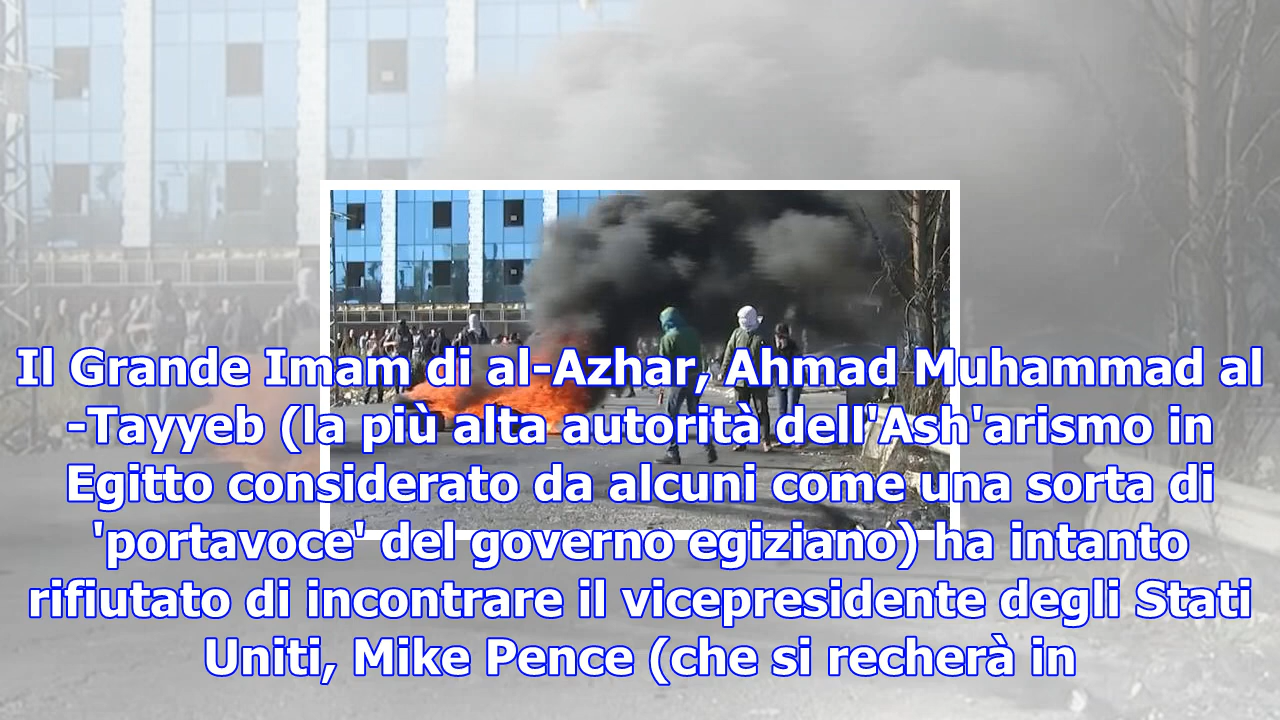 Il Grande Imam di al-Azhar, Ahmad Muhammad al
-Tayyeb (la più alta autorità dell'Ash'arismo in
Egitto considerato da alcuni come una sorta di
'portavoce' del governo egiziano) ha intanto
rifiutato di incontrare il vicepresidente degli Stati
Uniti, Mike Pence (che si recherà in